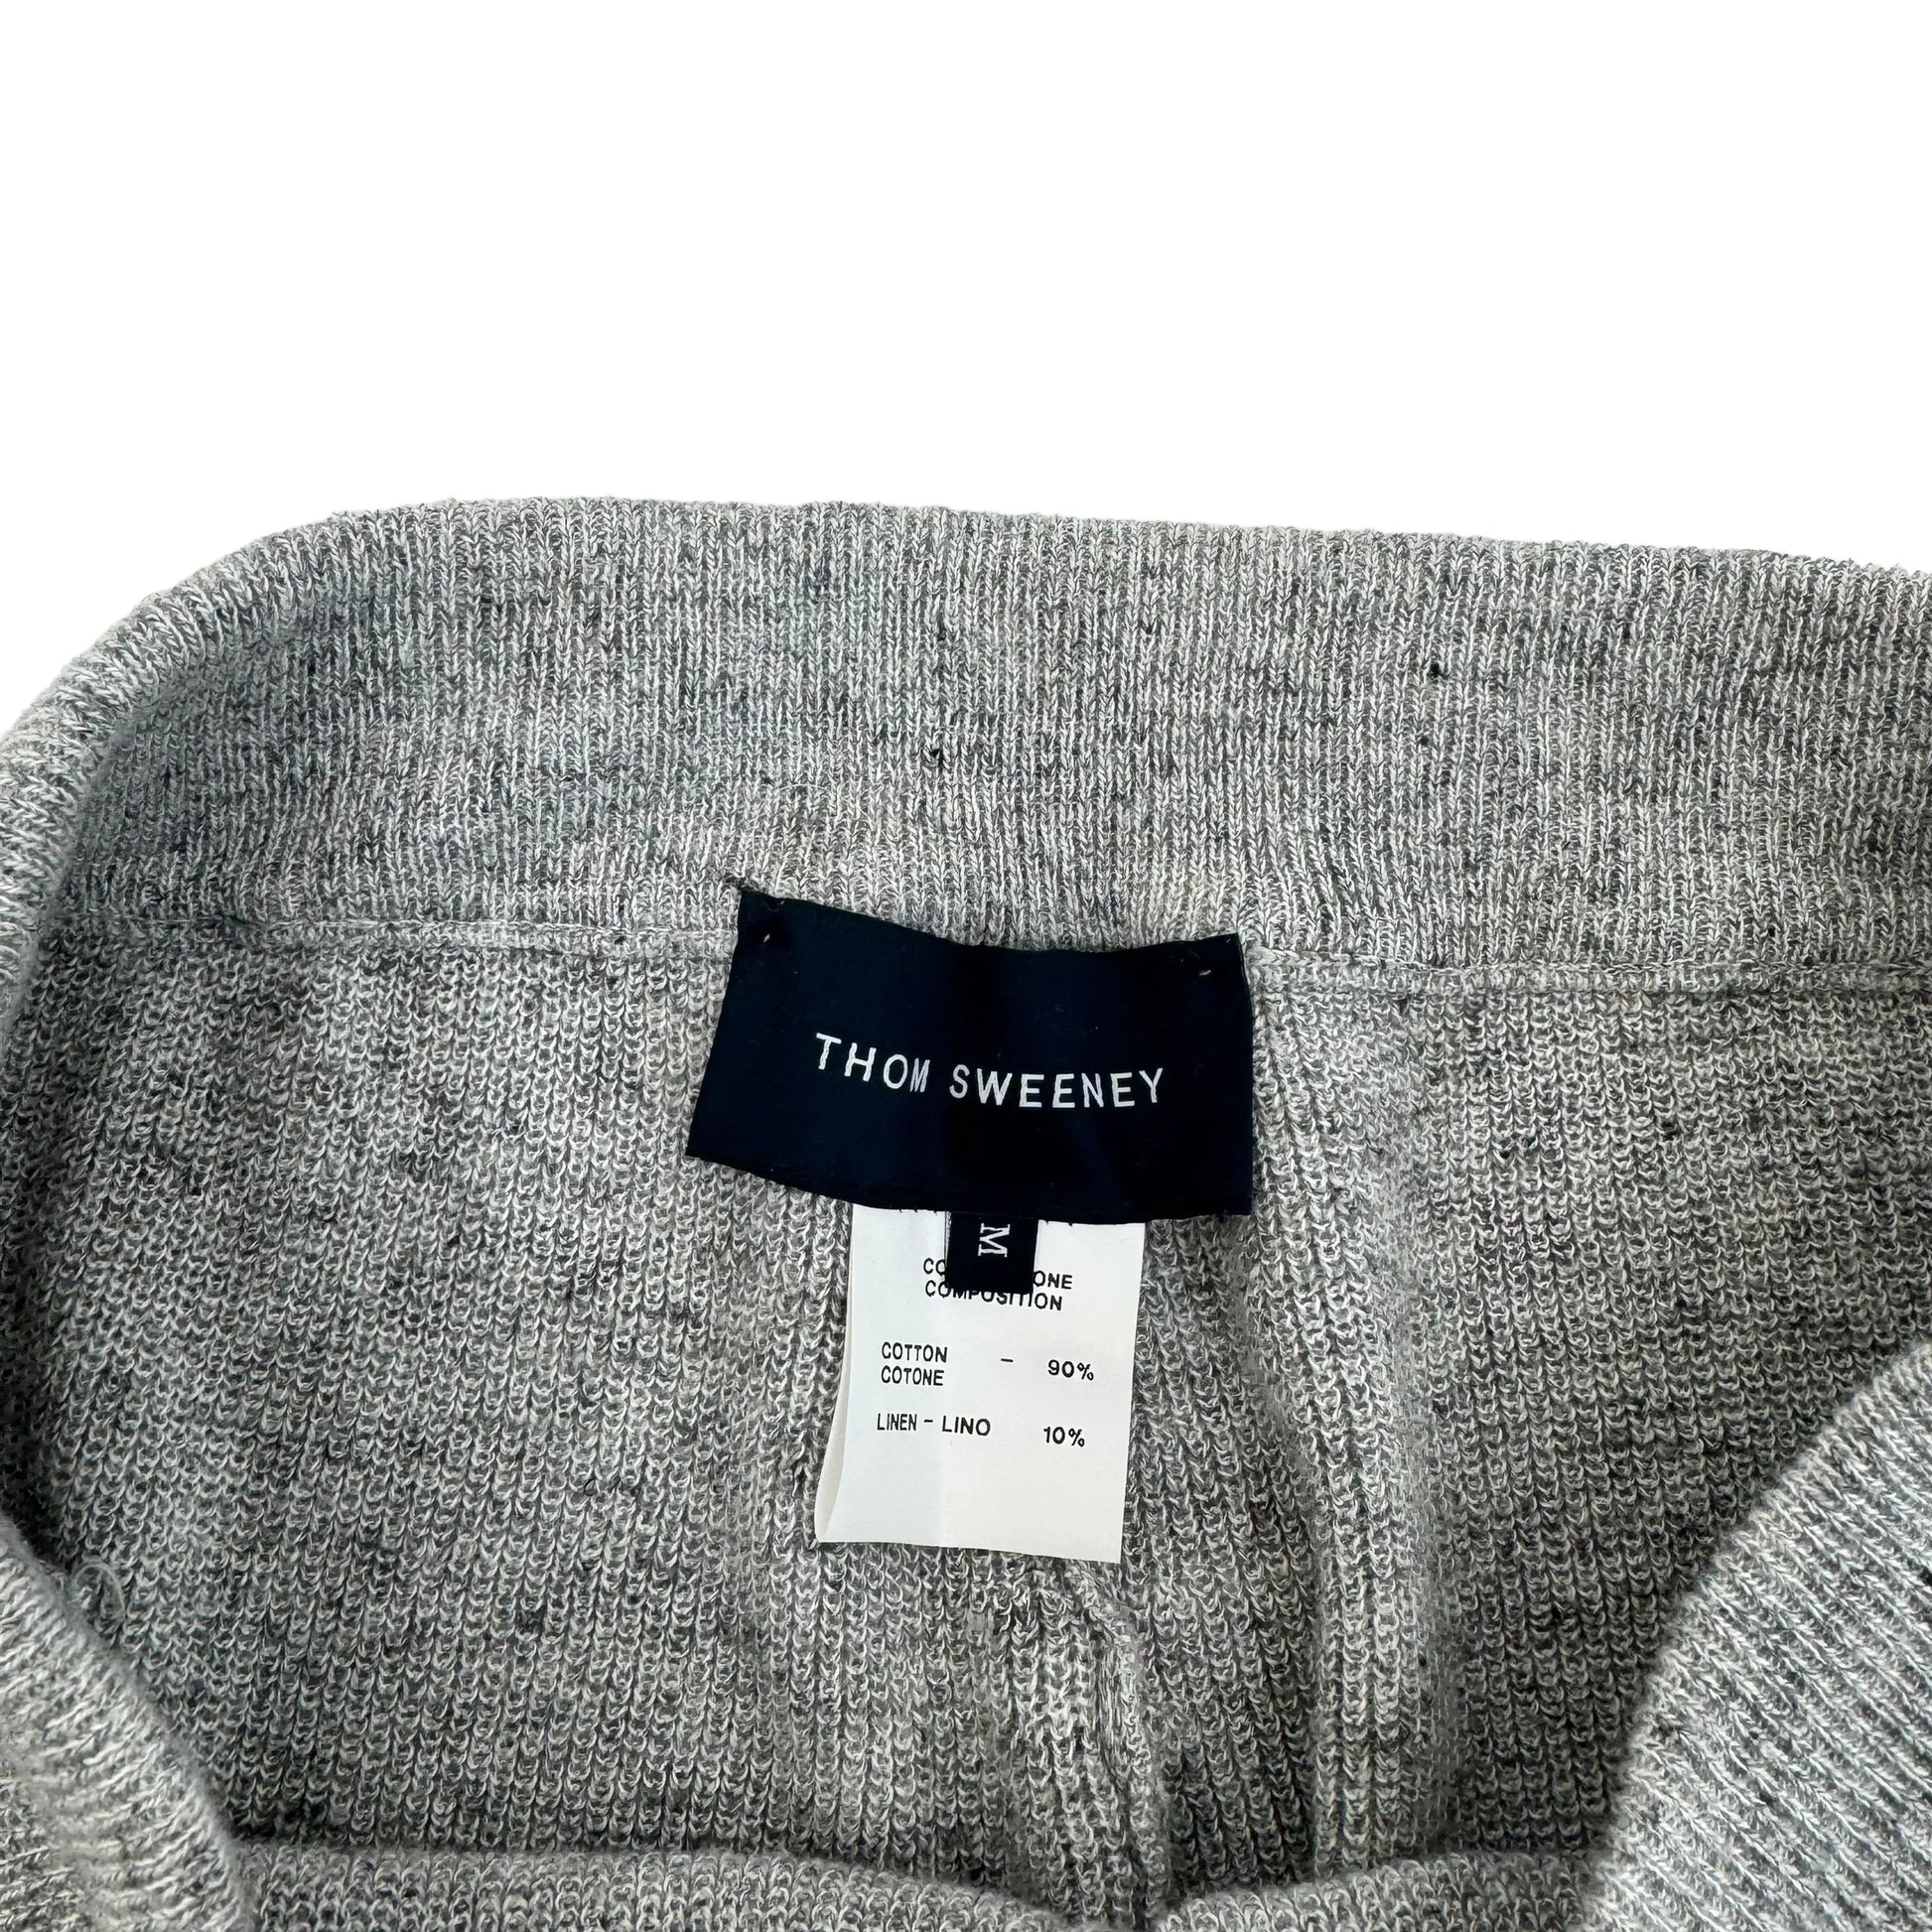 THOM SWEENEY
M
COMPOSITION
COTTON - 90%
COTONE
LINEN - LINO 10%